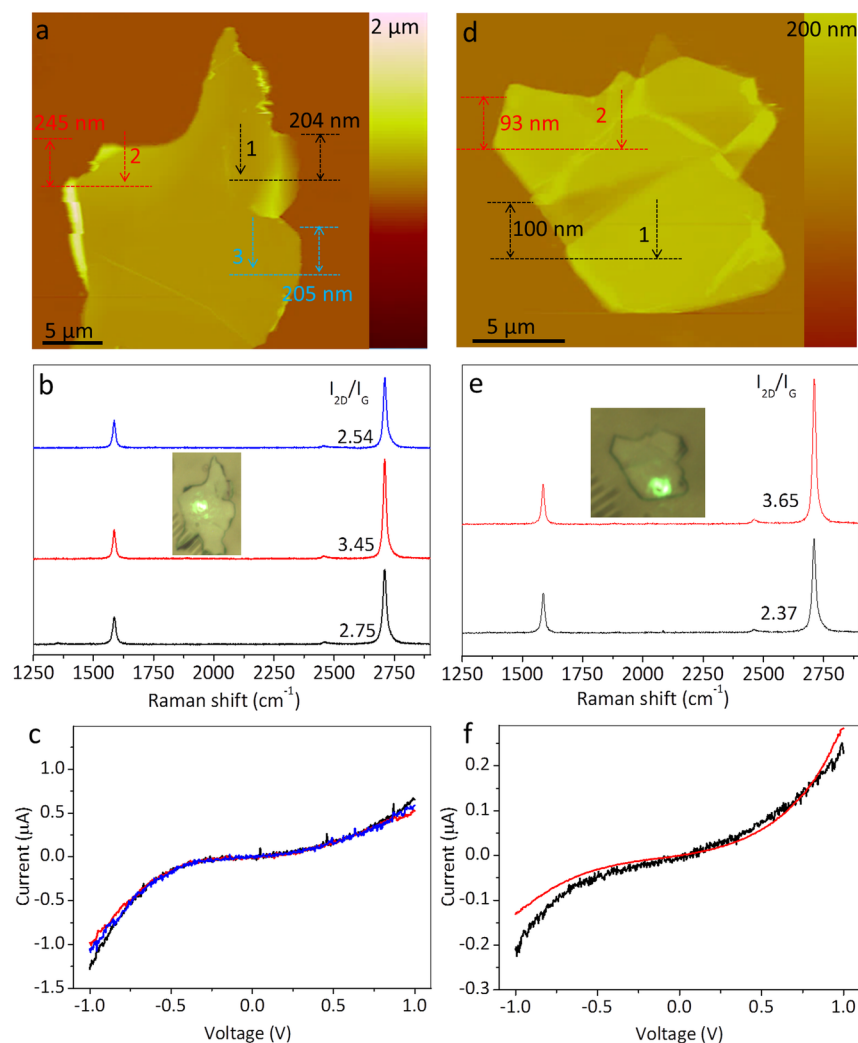 a
2 µm
245 nm
204 nm
2
1
3
205 nm
5 µm
d
200 nm
93 nm
2
100 nm
1
5 µm
b
I2D/IG
2.54
3.45
2.75
1250 1500 1750 2000 2250 2500 2750
Raman shift (cm-1)
e
I2D/IG
3.65
2.37
1250 1500 1750 2000 2250 2500 2750
Raman shift (cm-1)
c
1.0
0.5
0.0
-0.5
-1.0
-1.5
Current (µA)
-1.0 -0.5 0.0 0.5 1.0
Voltage (V)
f
0.2
0.1
0.0
-0.1
-0.2
-0.3
Current (µA)
-1.0 -0.5 0.0 0.5 1.0
Voltage (V)